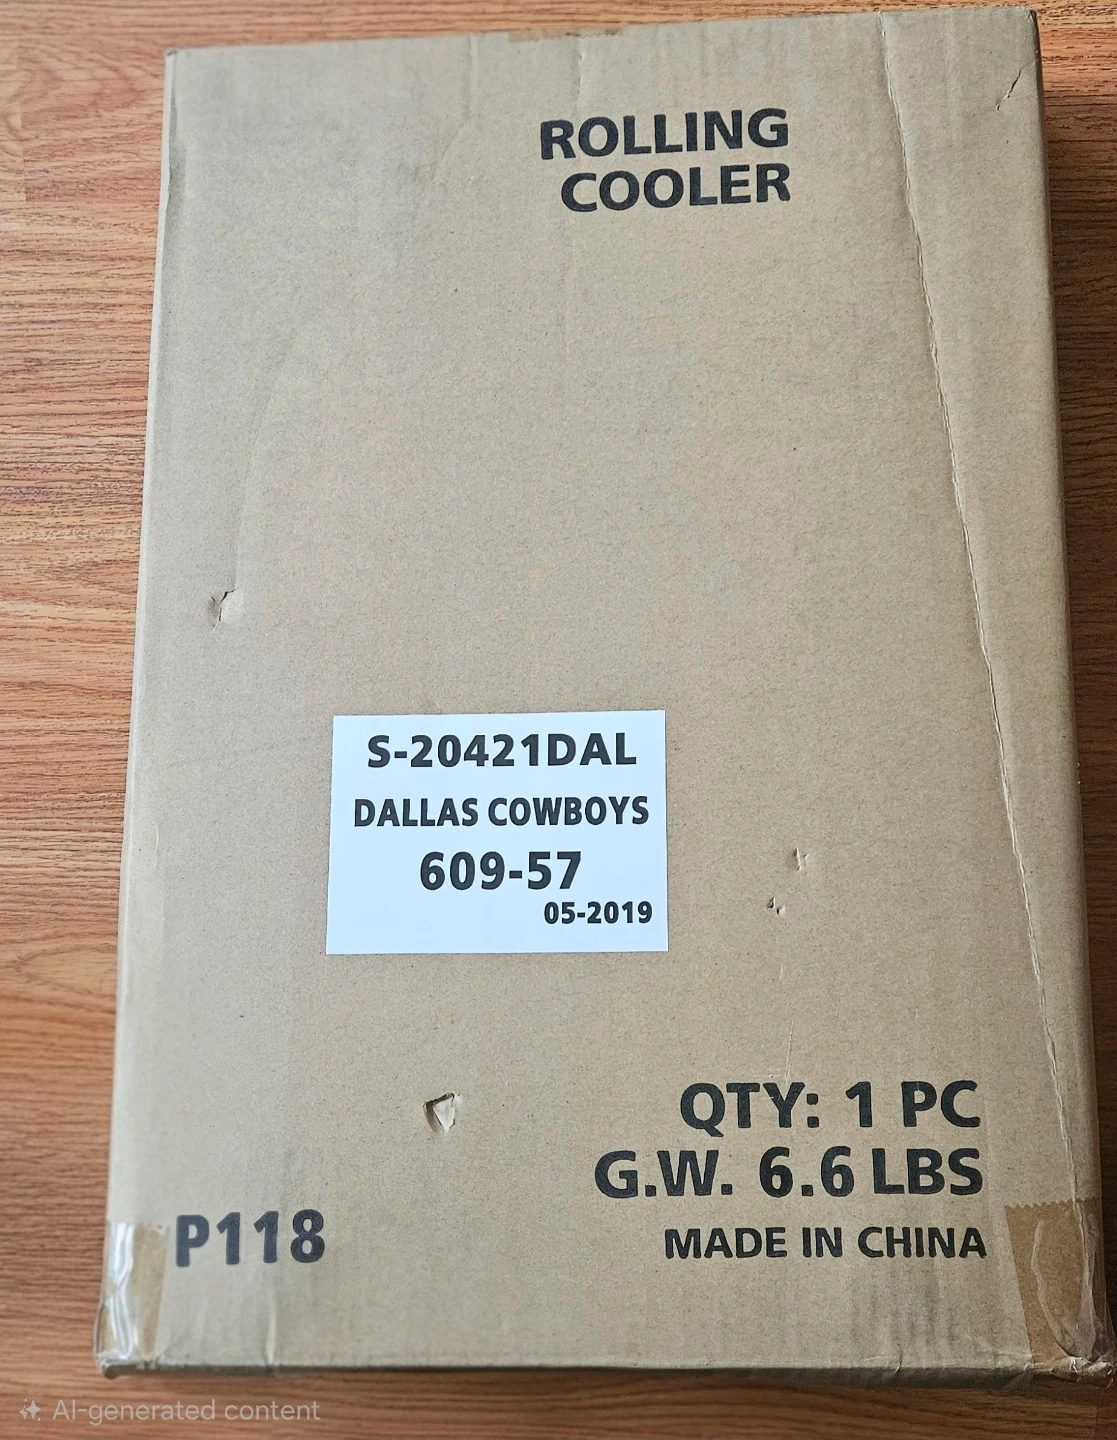 ROLLING
COOLER
S-20421DAL
DALLAS COWBOYS
609-57
05-2019
QTY: 1 PC
G.W. 6.6 LBS
MADE IN CHINA
P118
AI-generated content